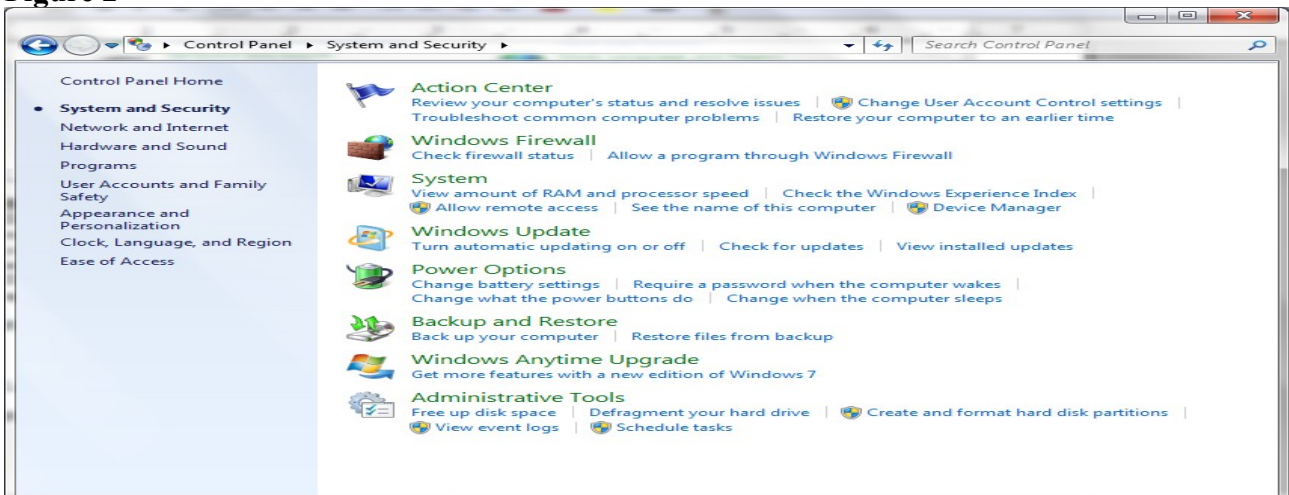 Control Panel ▸ System and Security ▸
Search Control Panel
Control Panel Home
System and Security
Network and Internet
Hardware and Sound
Programs
User Accounts and Family
Safety
Appearance and
Personalization
Clock, Language, and Region
Ease of Access
Action Center
Review your computer's status and resolve issues | Change User Account Control settings |
Troubleshoot common computer problems | Restore your computer to an earlier time
Windows Firewall
Check firewall status | Allow a program through Windows Firewall
System
View amount of RAM and processor speed | Check the Windows Experience Index |
Allow remote access | See the name of this computer | Device Manager
Windows Update
Turn automatic updating on or off | Check for updates | View installed updates
Power Options
Change battery settings | Require a password when the computer wakes |
Change what the power buttons do | Change when the computer sleeps
Backup and Restore
Back up your computer | Restore files from backup
Windows Anytime Upgrade
Get more features with a new edition of Windows 7
Administrative Tools
Free up disk space | Defragment your hard drive | Create and format hard disk partitions |
View event logs | Schedule tasks